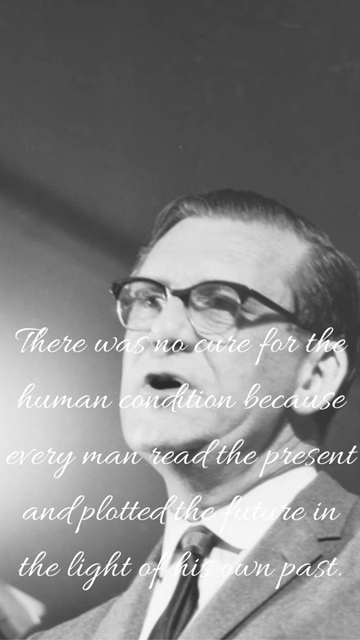 There was no cure for the
human condition because
every man read the present
and plotted the future in
the light of his own past.